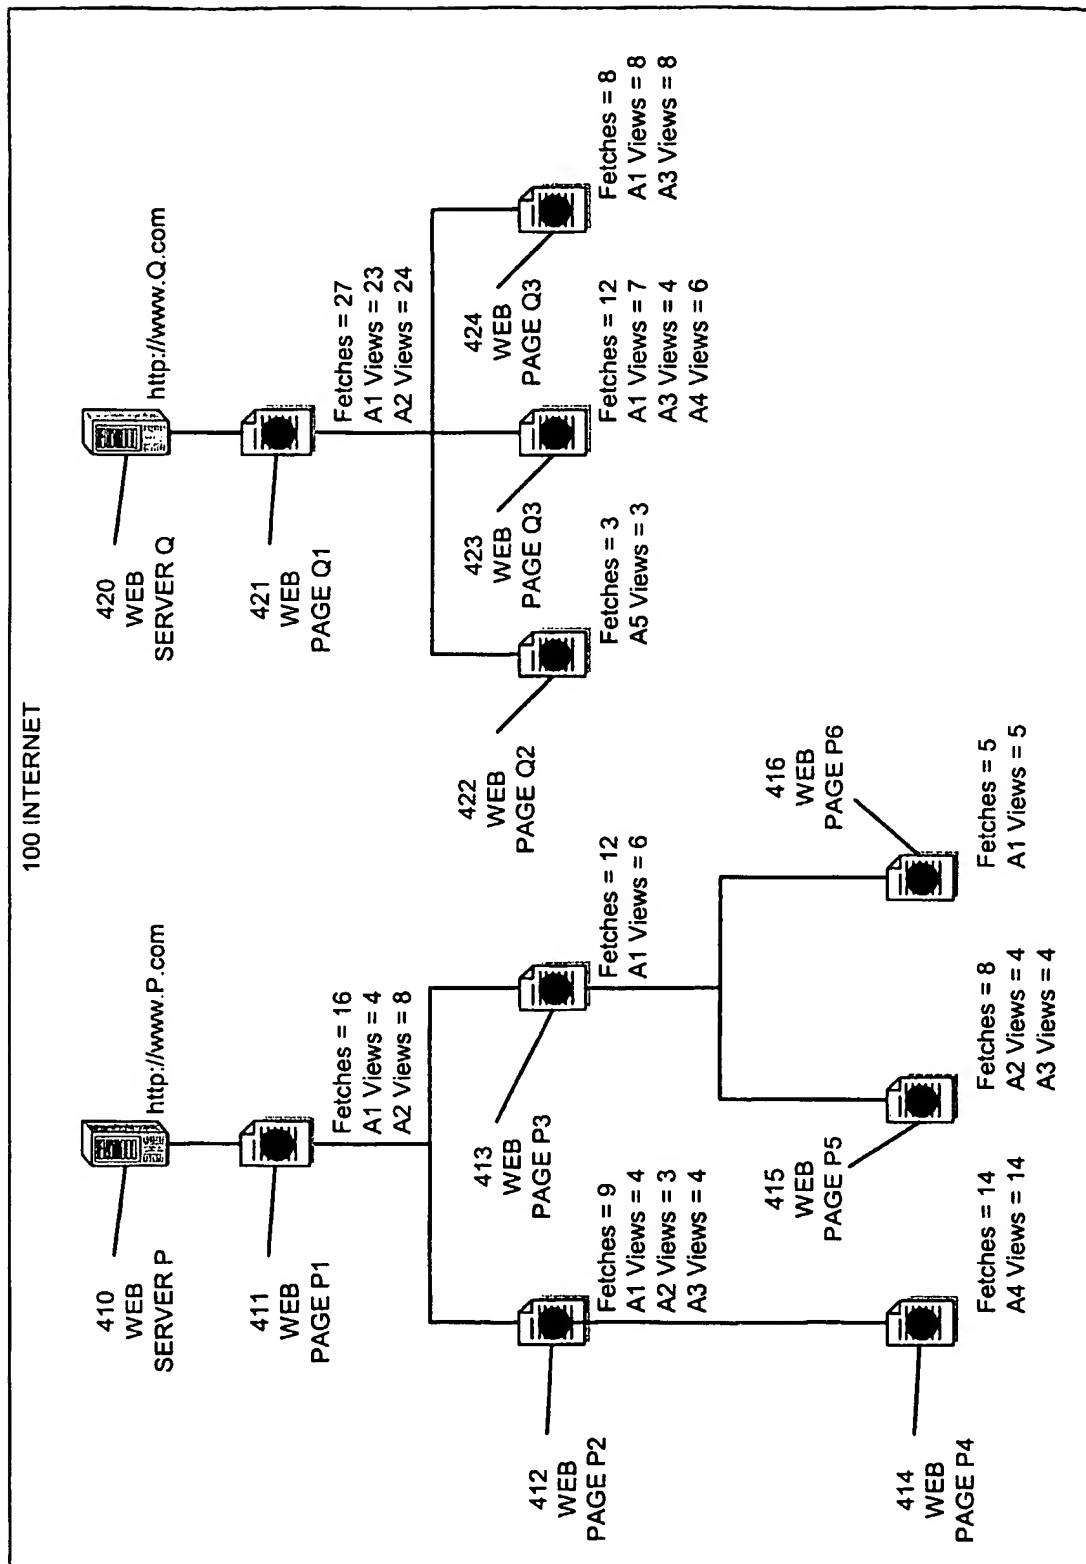 100 INTERNET
410
WEB
SERVER P
http://www.P.com
411
WEB
PAGE P1
Fetches = 16
A1 Views = 4
A2 Views = 8
412
WEB
PAGE P2
Fetches = 9
A1 Views = 4
A2 Views = 3
A3 Views = 4
413
WEB
PAGE P3
Fetches = 12
A1 Views = 6
414
WEB
PAGE P4
Fetches = 14
A4 Views = 14
415
WEB
PAGE P5
Fetches = 8
A2 Views = 4
A3 Views = 4
416
WEB
PAGE P6
Fetches = 5
A1 Views = 5
420
WEB
SERVER Q
http://www.Q.com
421
WEB
PAGE Q1
Fetches = 27
A1 Views = 23
A2 Views = 24
422
WEB
PAGE Q2
Fetches = 3
A5 Views = 3
423
WEB
PAGE Q3
Fetches = 12
A1 Views = 7
A3 Views = 4
A4 Views = 6
424
WEB
PAGE Q3
Fetches = 8
A1 Views = 8
A3 Views = 8